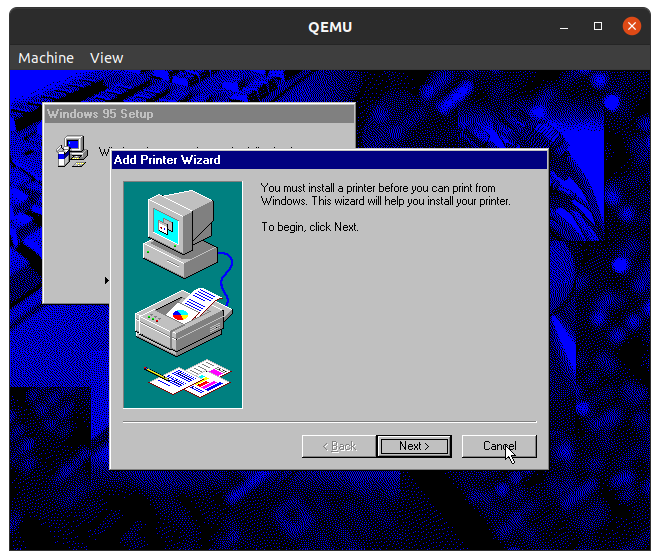 QEMU
Machine View
Windows 95 Setup
Add Printer Wizard
You must install a printer before you can print from
Windows. This wizard will help you install your printer.
To begin, click Next.
< Back
Next >
Cancel